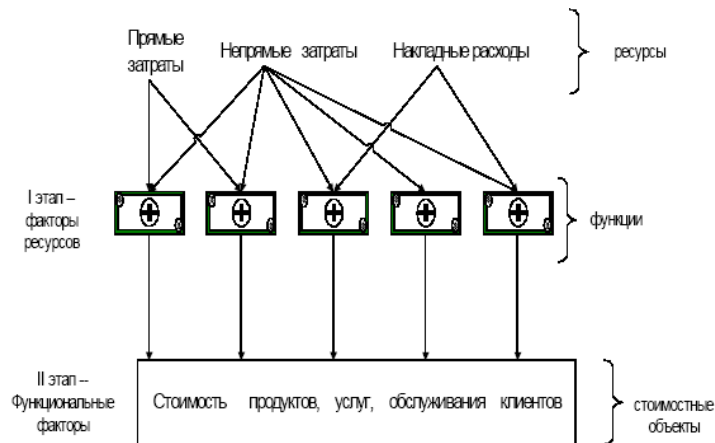 Прямые
затраты
Непрямые затраты
Накладные расходы
ресурсы
I этап –
факторы
ресурсов
функции
II этап –
Функциональные
факторы
Стоимость продуктов, услуг, обслуживания клиентов
стоимостные
объекты